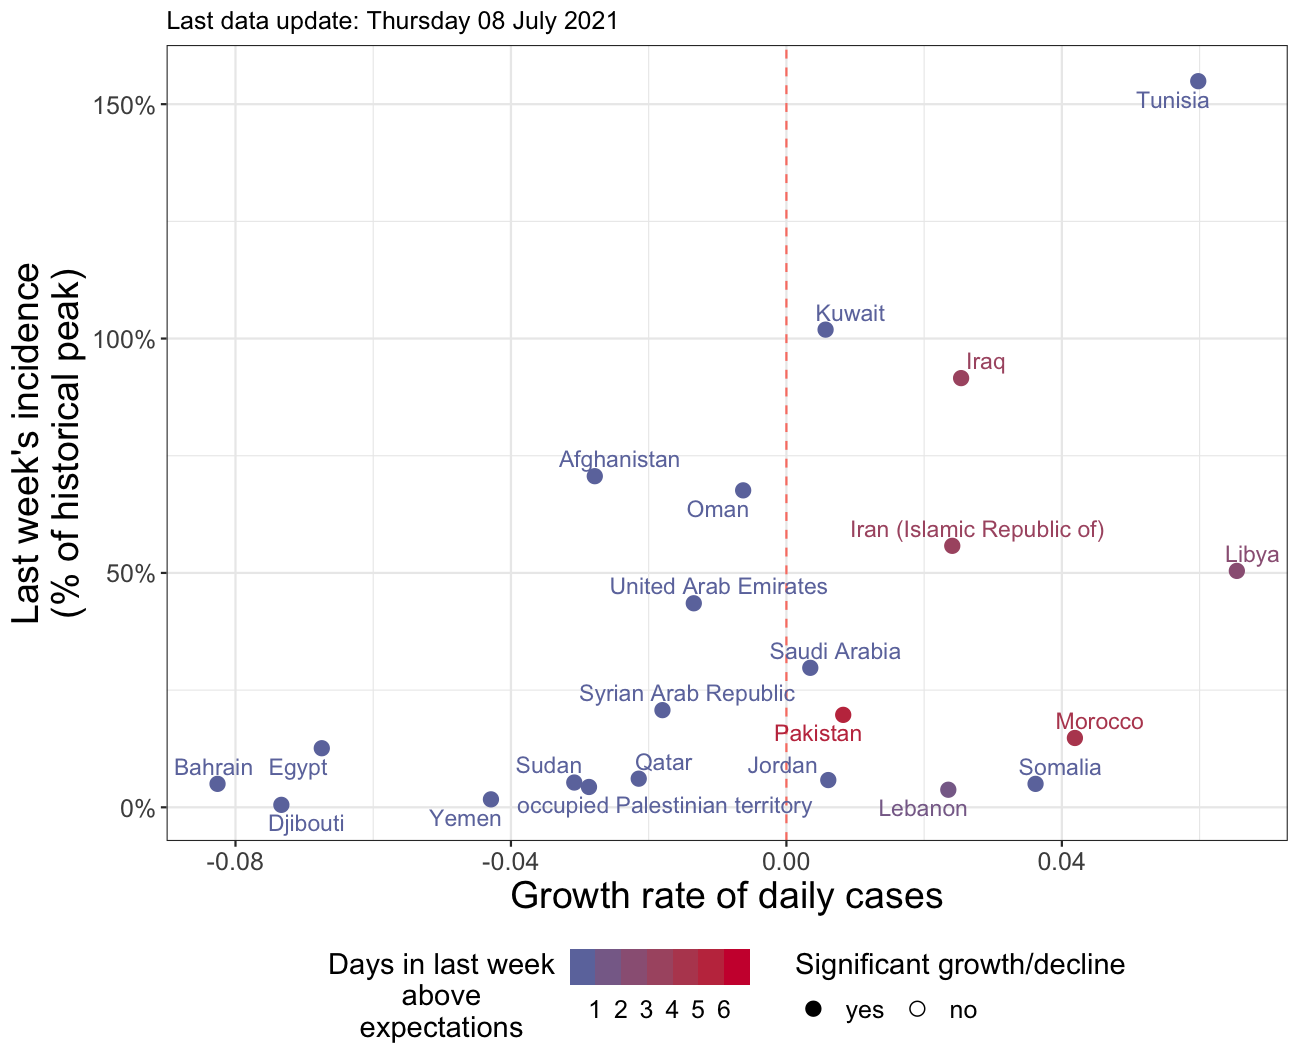 Last data update: Thursday 08 July 2021
Last week's incidence
(% of historical peak)
150%
100%
50%
0%
Tunisia
Kuwait
Iraq
Afghanistan
Oman
Iran (Islamic Republic of)
Libya
United Arab Emirates
Saudi Arabia
Syrian Arab Republic
Pakistan
Morocco
Bahrain
Egypt
Sudan
Qatar
Jordan
Somalia
occupied Palestinian territory
Lebanon
Djibouti
Yemen
-0.08
-0.04
0.00
0.04
Growth rate of daily cases
Days in last week
above
expectations
1 2 3 4 5 6
Significant growth/decline
yes
no